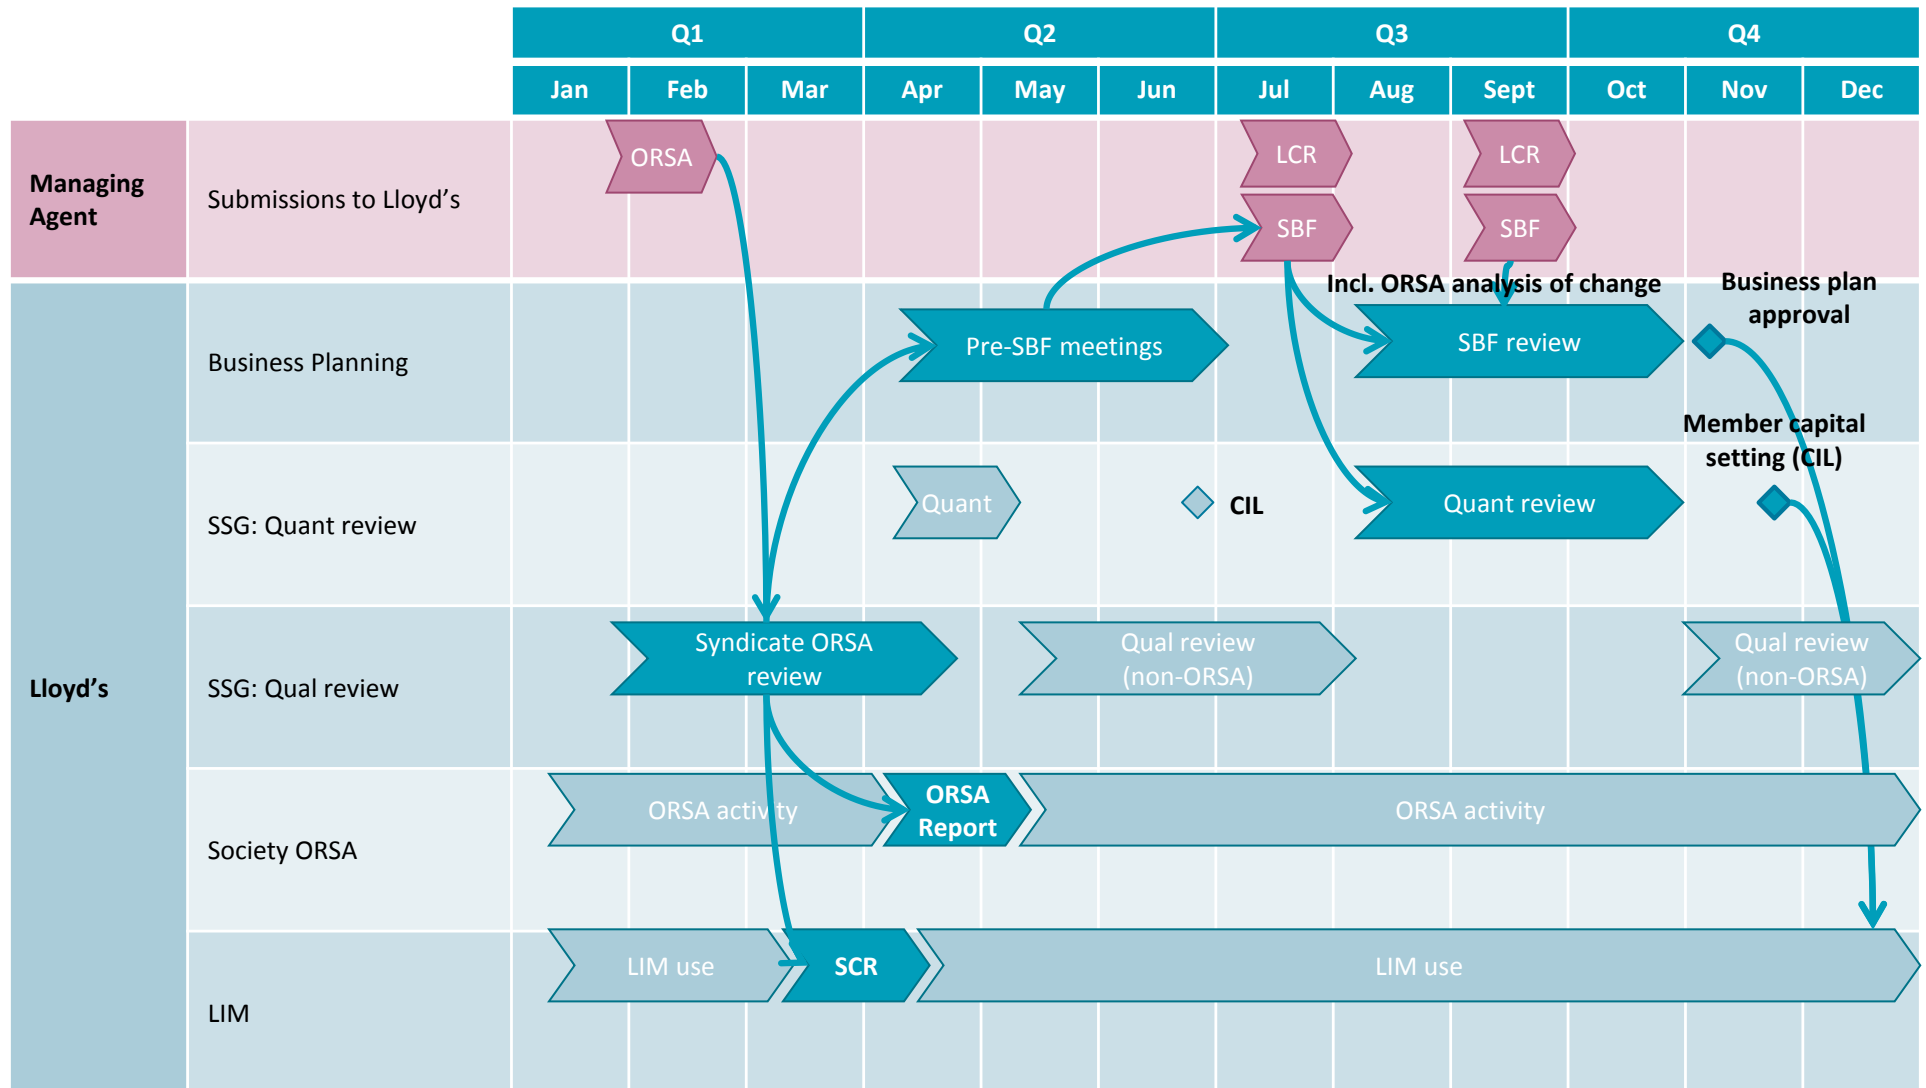 Q1
Q2
Q3
Q4
Jan
Feb
Mar
Apr
May
Jun
Jul
Aug
Sept
Oct
Nov
Dec
Managing
Agent
Submissions to Lloyd's
ORSA
LCR
LCR
SBF
SBF
Lloyd's
Business Planning
Pre-SBF meetings
Incl. ORSA analysis of change
SBF review
Business plan
approval
SSG: Quant review
Quant
CIL
Quant review
Member capital
setting (CIL)
SSG: Qual review
Syndicate ORSA
review
Qual review
(non-ORSA)
Qual review
(non-ORSA)
Society ORSA
ORSA activity
ORSA
Report
ORSA activity
LIM
LIM use
SCR
LIM use